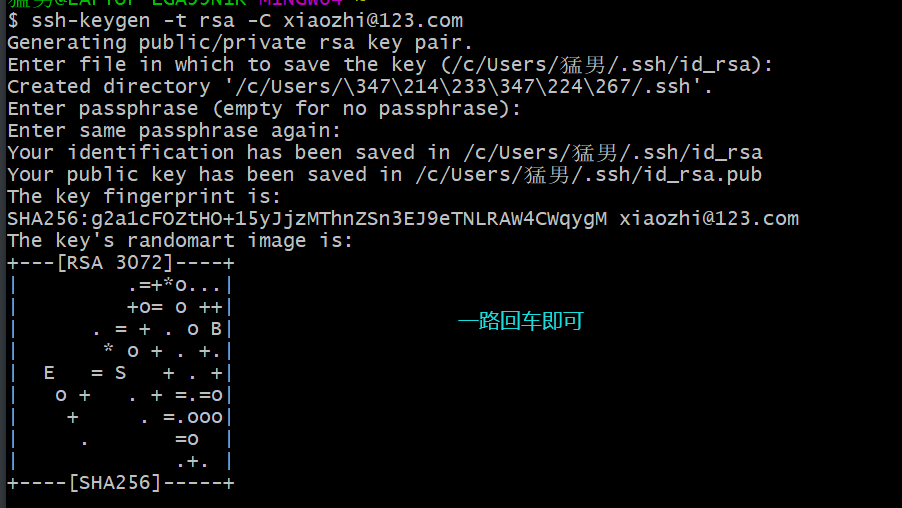 $ ssh-keygen -t rsa -C xiaozhi@123.com
Generating public/private rsa key pair.
Enter file in which to save the key (/c/Users/猛男/.ssh/id_rsa):
Created directory '/c/Users/\347\214\233\347\224\267/.ssh'.
Enter passphrase (empty for no passphrase):
Enter same passphrase again:
Your identification has been saved in /c/Users/猛男/.ssh/id_rsa
Your public key has been saved in /c/Users/猛男/.ssh/id_rsa.pub
The key fingerprint is:
SHA256:g2a1cFOZtHO+15yJjzMThnZSn3EJ9eTNLRAW4CWqygM xiaozhi@123.com
The key's randomart image is:
+---[RSA 3072]----+
|         .=+*o...|
|         +o= o ++|
|      . = + . o B|
|       * o + . +.|
|  E   = S   + . +|
|   o +   . + =.=o|
|    +     . =.ooo|
|     .       =o  |
|             .+. |
+----[SHA256]-----+
一路回车即可